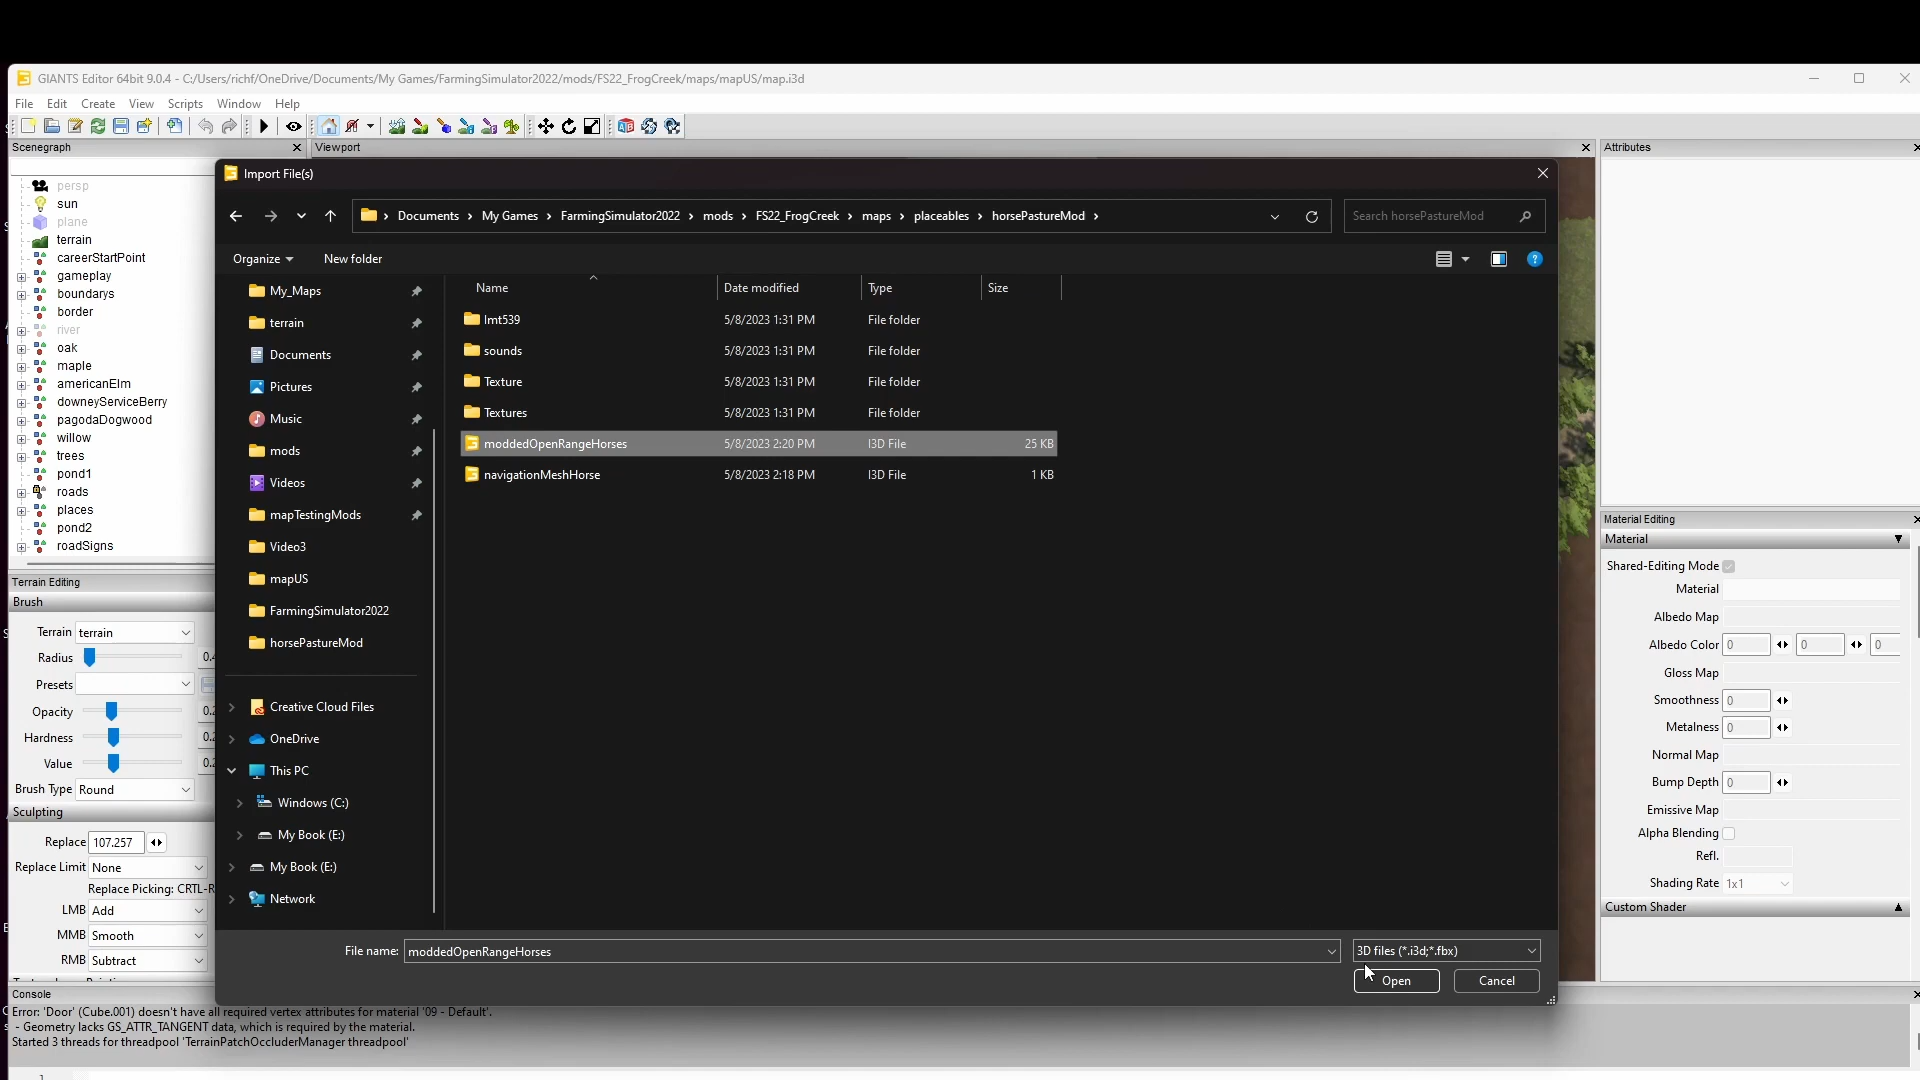 GIANTS Editor 64bit 9.0.4 - C:/Users/richf/OneDrive/Documents/My Games/FarmingSimulator2022/mods/FS22_FrogCreek/maps/mapUS/map.i3d
File Edit Create View Scripts Window Help
Scenegraph
Viewport
Attributes
persp
sun
plane
terrain
careerStartPoint
gameplay
boundarys
border
river
oak
maple
americanElm
downeyServiceBerry
pagodaDogwood
willow
trees
pond1
roads
places
pond2
roadSigns
Terrain Editing
Brush
Terrain terrain
Radius
Presets
Opacity
Hardness
Value
Brush Type Round
Sculpting
Replace 107.257
Replace Limit None
Replace Picking: CRTL-R
LMB Add
MMB Smooth
RMB Subtract
Import File(s)
Documents My Games FarmingSimulator2022 mods FS22_FrogCreek maps placeables horsePastureMod
Search horsePastureMod
Organize New folder
My_Maps
terrain
Documents
Pictures
Music
mods
Videos
mapTestingMods
Video3
mapUS
FarmingSimulator2022
horsePastureMod
Creative Cloud Files
OneDrive
This PC
Windows (C:)
My Book (E:)
My Book (E:)
Network
Name Date modified Type Size
lmt539 5/8/2023 1:31 PM File folder
sounds 5/8/2023 1:31 PM File folder
Texture 5/8/2023 1:31 PM File folder
Textures 5/8/2023 1:31 PM File folder
moddedOpenRangeHorses 5/8/2023 2:20 PM I3D File 25 KB
navigationMeshHorse 5/8/2023 2:18 PM I3D File 1 KB
File name: moddedOpenRangeHorses
3D files (*.i3d;*.fbx)
Open Cancel
Material Editing
Material
Shared-Editing Mode
Material
Albedo Map
Albedo Color 0 0 0
Gloss Map
Smoothness 0
Metalness 0
Normal Map
Bump Depth 0
Emissive Map
Alpha Blending
Refl.
Shading Rate 1x1
Custom Shader
Console
Error: 'Door' (Cube.001) doesn't have all required vertex attributes for material '09 - Default'.
- Geometry lacks GS_ATTR_TANGENT data, which is required by the material.
Started 3 threads for threadpool 'TerrainPatchOccluderManager threadpool'
1